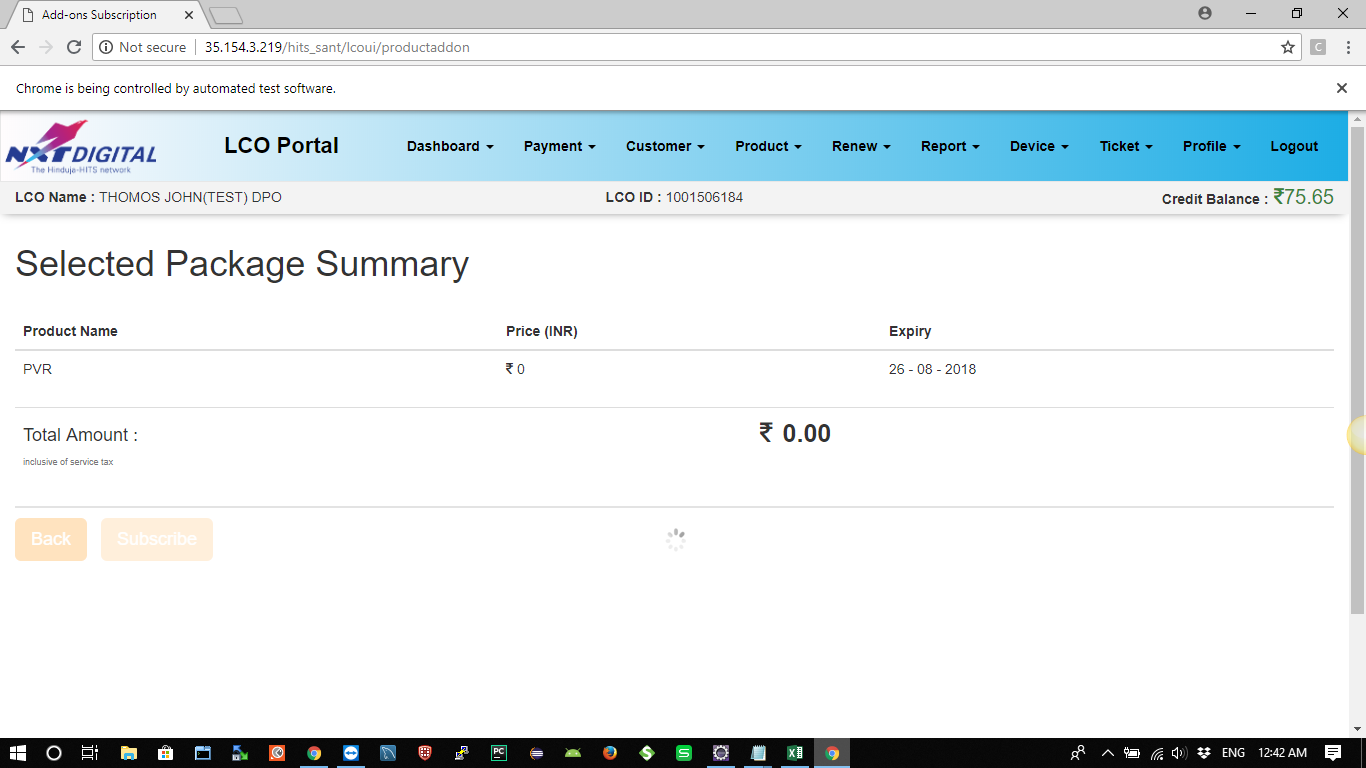 Add-ons Subscription
Not secure 35.154.3.219/hits_sant/lcoui/productaddon
C
Chrome is being controlled by automated test software.
NXT DIGITAL
The Hinduja-HITS network
LCO Portal Dashboard Payment Customer Product Renew Report Device Ticket Profile Logout
LCO Name : THOMOS JOHN(TEST) DPO LCO ID : 1001506184 Credit Balance : ₹75.65
Selected Package Summary
Product Name Price (INR) Expiry
PVR ₹ 0 26 - 08 - 2018
Total Amount : ₹ 0.00
inclusive of service tax
Back Subscribe
PC S ENG 12:42 AM